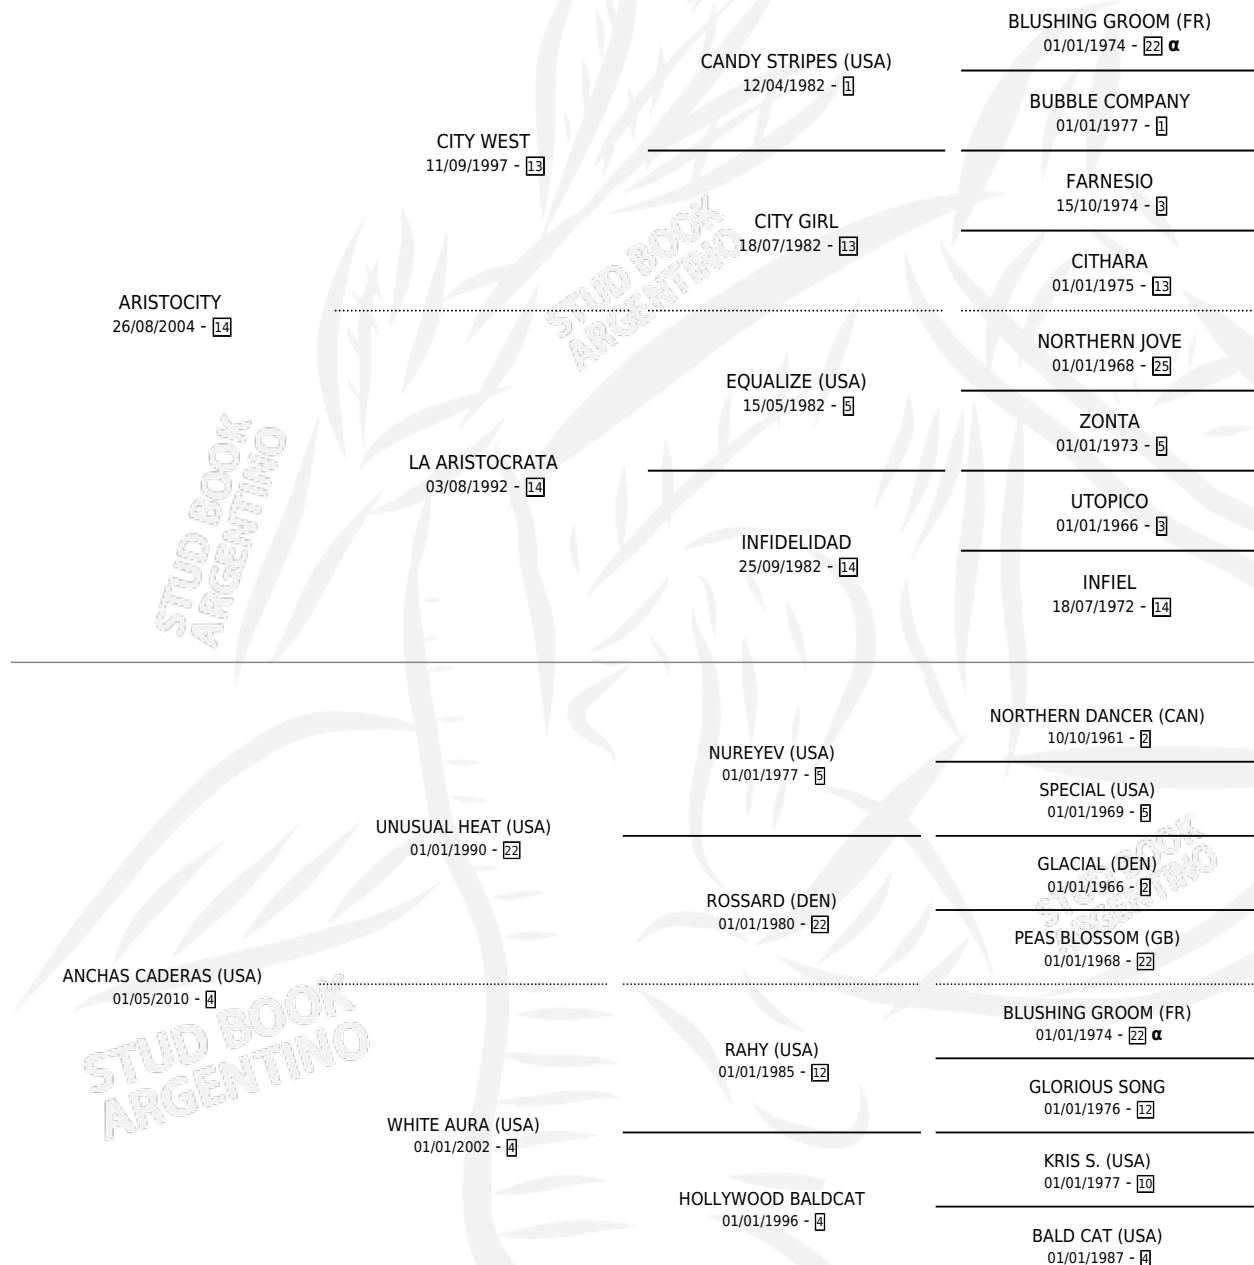 BLUSHING GROOM (FR)
01/01/1974 - 22 α
CANDY STRIPES (USA)
12/04/1982 - 1
BUBBLE COMPANY
01/01/1977 - 1
CITY WEST
11/09/1997 - 13
FARNESIO
15/10/1974 - 3
CITY GIRL
18/07/1982 - 13
CITHARA
01/01/1975 - 13
ARISTOCITY
26/08/2004 - 14
NORTHERN JOVE
01/01/1968 - 25
EQUALIZE (USA)
15/05/1982 - 5
ZONTA
01/01/1973 - 5
LA ARISTOCRATA
03/08/1992 - 14
UTOPICO
01/01/1966 - 3
INFIDELIDAD
25/09/1982 - 14
INFIEL
18/07/1972 - 14
NORTHERN DANCER (CAN)
10/10/1961 - 2
NUREYEV (USA)
01/01/1977 - 5
SPECIAL (USA)
01/01/1969 - 5
UNUSUAL HEAT (USA)
01/01/1990 - 22
GLACIAL (DEN)
01/01/1966 - 2
ROSSARD (DEN)
01/01/1980 - 22
PEAS BLOSSOM (GB)
01/01/1968 - 22
ANCHAS CADERAS (USA)
01/05/2010 - 4
BLUSHING GROOM (FR)
01/01/1974 - 22 α
RAHY (USA)
01/01/1985 - 12
GLORIOUS SONG
01/01/1976 - 12
WHITE AURA (USA)
01/01/2002 - 4
KRIS S. (USA)
01/01/1977 - 10
HOLLYWOOD BALDCAT
01/01/1996 - 4
BALD CAT (USA)
01/01/1987 - 4
STUD BOOK
ARGENTINO
STUD BOOK
ARGENTINO
STUD BOOK
ARGENTINO
STUD BOOK
ARGENTINO